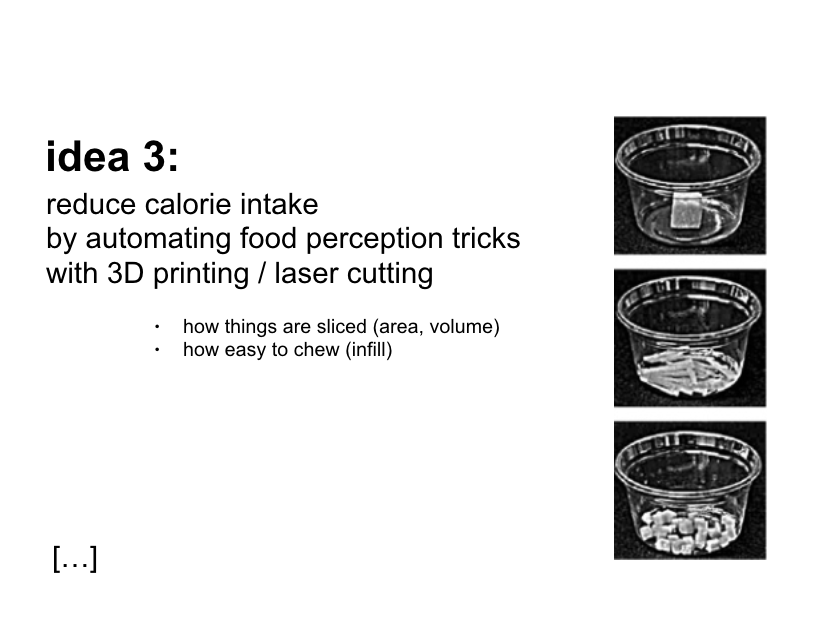 idea 3:
reduce calorie intake
by automating food perception tricks
with 3D printing / laser cutting
• how things are sliced (area, volume)
• how easy to chew (infill)
[…]